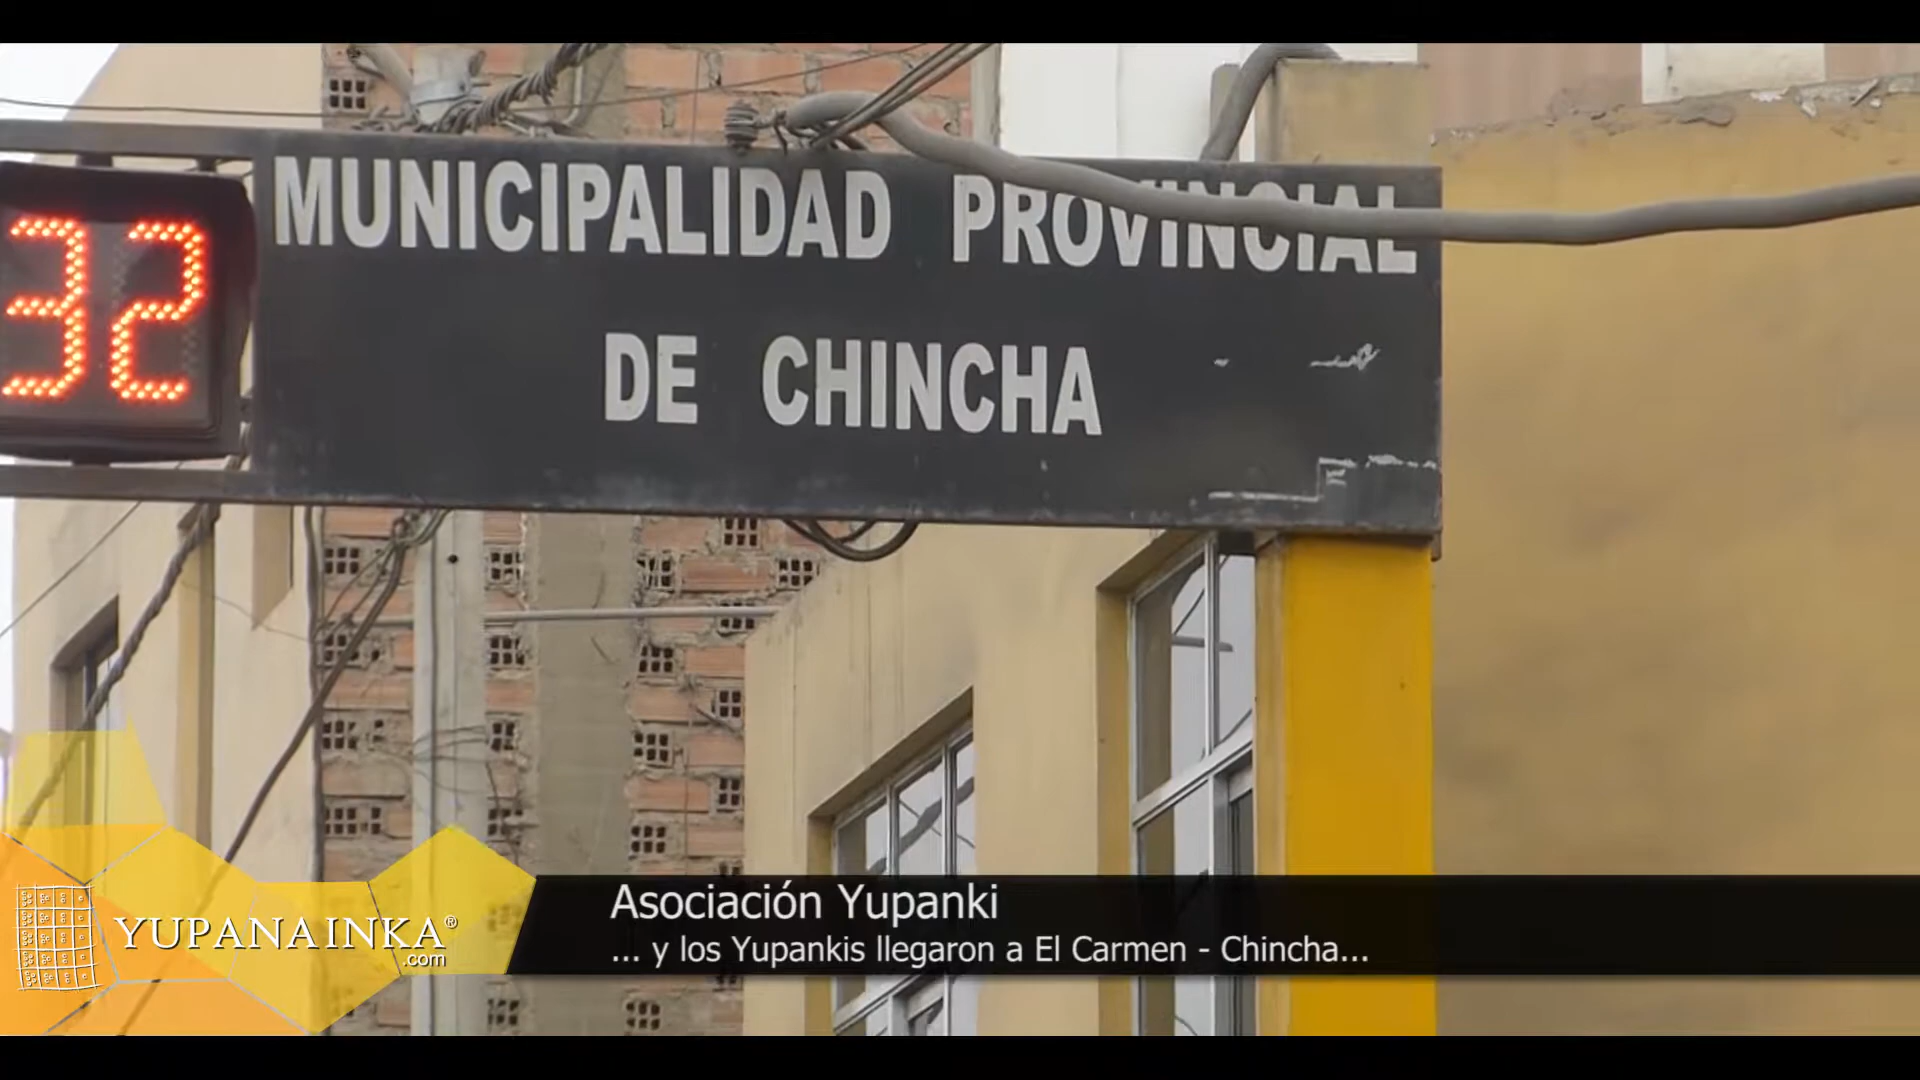 32
MUNICIPALIDAD PROVINCIAL
DE CHINCHA
Asociación Yupanki
... y los Yupankis llegaron a El Carmen - Chincha...
YUPANAINKA®
.com